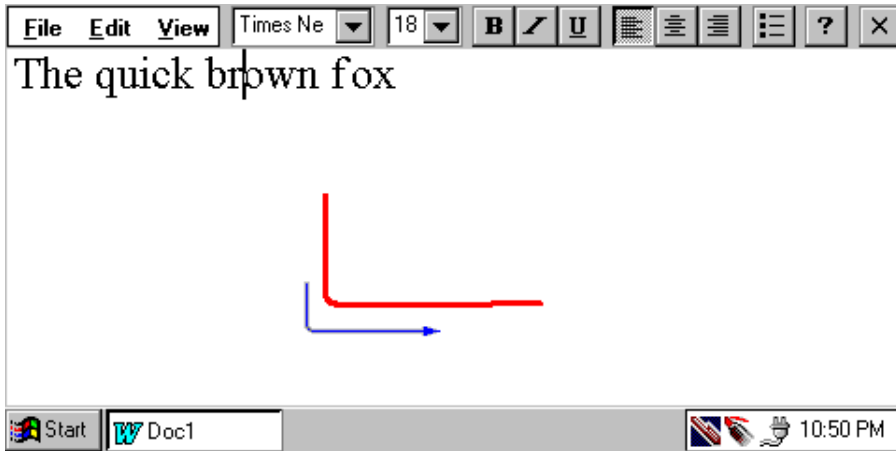 File Edit View Times Ne 18 B I U ?
The quick brown fox
Start Doc1 10:50 PM